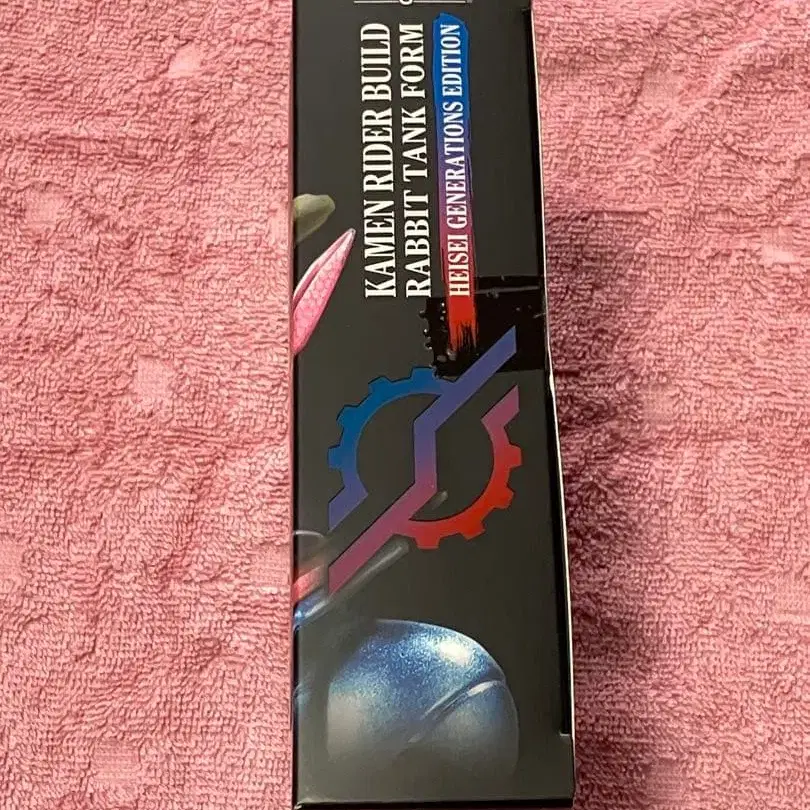 KAMEN RIDER BUILD
RABBIT TANK FORM
HEISEI GENERATIONS EDITION